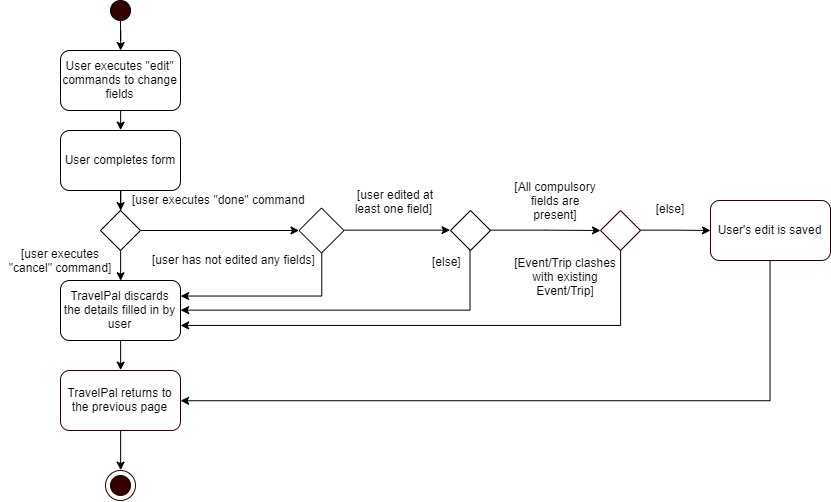 User executes "edit"
commands to change
fields
User completes form
[user executes "done" command
[user edited at
least one field]
[All compulsory
fields are
present]
[else]
User's edit is saved
[user executes
"cancel" command]
[user has not edited any fields]
[else]
[Event/Trip clashes
with existing
Event/Trip]
TravelPal discards
the details filled in by
user
TravelPal returns to
the previous page